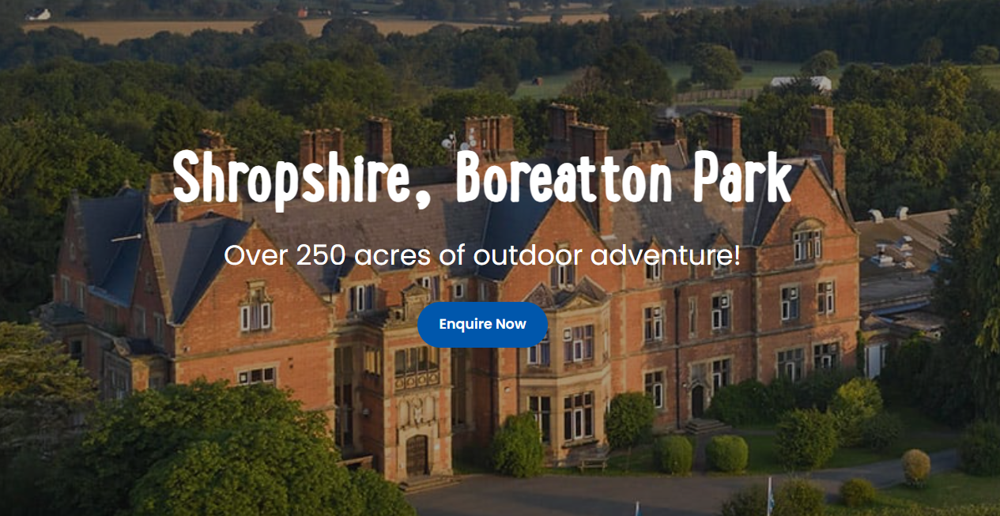 Shropshire, Boreatton Park
Over 250 acres of outdoor adventure!
Enquire Now